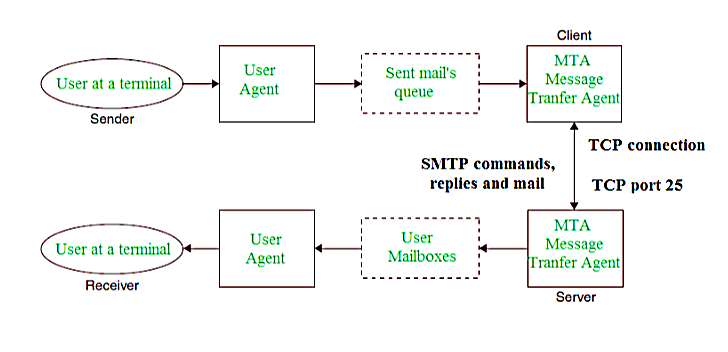 Client
User at a terminal
Sender
User
Agent
Sent mail's
queue
MTA
Message
Tranfer Agent
TCP connection
SMTP commands,
replies and mail
TCP port 25
User at a terminal
Receiver
User
Agent
User
Mailboxes
MTA
Message
Tranfer Agent
Server